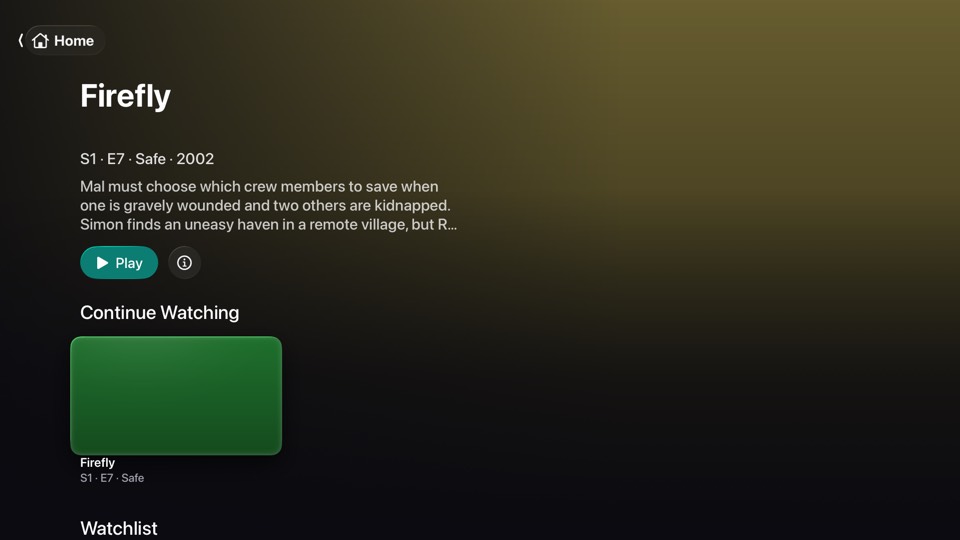 Home
Firefly
S1 · E7 · Safe · 2002
Mal must choose which crew members to save when
one is gravely wounded and two others are kidnapped.
Simon finds an uneasy haven in a remote village, but R...
Play
Continue Watching
Firefly
S1 · E7 · Safe
Watchlist